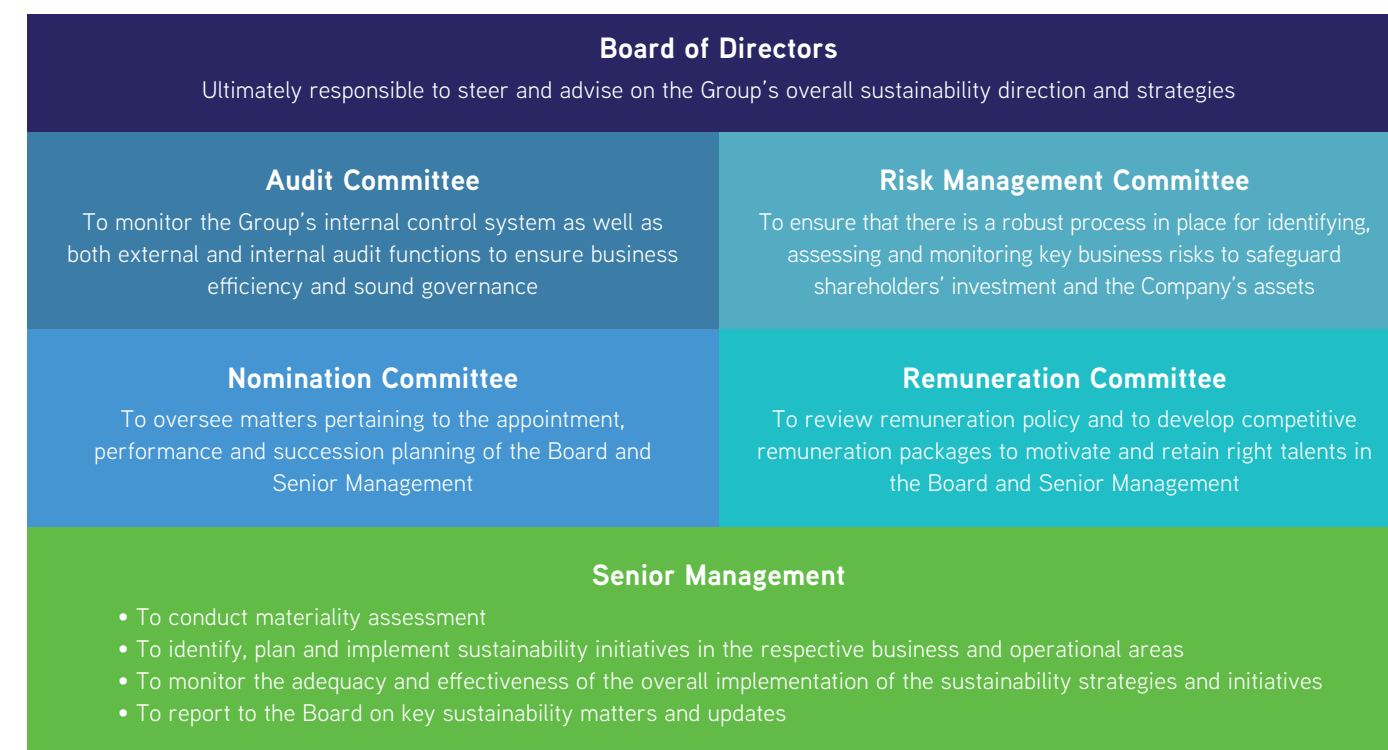 Board of Directors
Ultimately responsible to steer and advise on the Group's overall sustainability direction and strategies
Audit Committee
To monitor the Group's internal control system as well as
both external and internal audit functions to ensure business
efficiency and sound governance
Risk Management Committee
To ensure that there is a robust process in place for identifying,
assessing and monitoring key business risks to safeguard
shareholders' investment and the Company's assets
Nomination Committee
To oversee matters pertaining to the appointment,
performance and succession planning of the Board and
Senior Management
Remuneration Committee
To review remuneration policy and to develop competitive
remuneration packages to motivate and retain right talents in
the Board and Senior Management
Senior Management
• To conduct materiality assessment
• To identify, plan and implement sustainability initiatives in the respective business and operational areas
• To monitor the adequacy and effectiveness of the overall implementation of the sustainability strategies and initiatives
• To report to the Board on key sustainability matters and updates